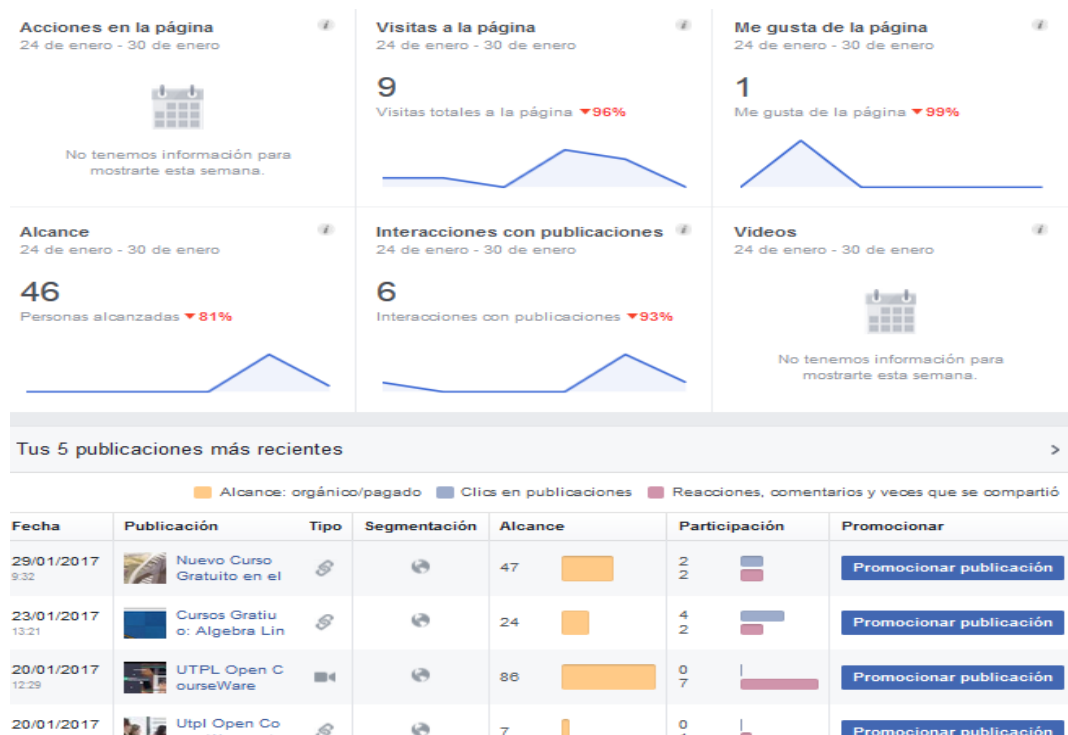 Acciones en la página
24 de enero - 30 de enero
No tenemos información para
mostrarte esta semana.
Visitas a la página
24 de enero - 30 de enero
9
Visitas totales a la página ▼96%
Me gusta de la página
24 de enero - 30 de enero
1
Me gusta de la página ▼99%
Alcance
24 de enero - 30 de enero
46
Personas alcanzadas ▼81%
Interacciones con publicaciones
24 de enero - 30 de enero
6
Interacciones con publicaciones ▼93%
Videos
24 de enero - 30 de enero
No tenemos información para
mostrarte esta semana.
Tus 5 publicaciones más recientes
Alcance: orgánico/pagado Clics en publicaciones Reacciones, comentarios y veces que se compartió
Fecha Publicación Tipo Segmentación Alcance Participación Promocionar
29/01/2017
9:32
Nuevo Curso
Gratuito en el
47
2
2
Promocionar publicación
23/01/2017
13:21
Cursos Gratiu
o: Algebra Lin
24
4
2
Promocionar publicación
20/01/2017
12:29
UTPL Open C
ourseWare
86
0
7
Promocionar publicación
20/01/2017
Utpl Open Co
7
0
Promocionar publicación